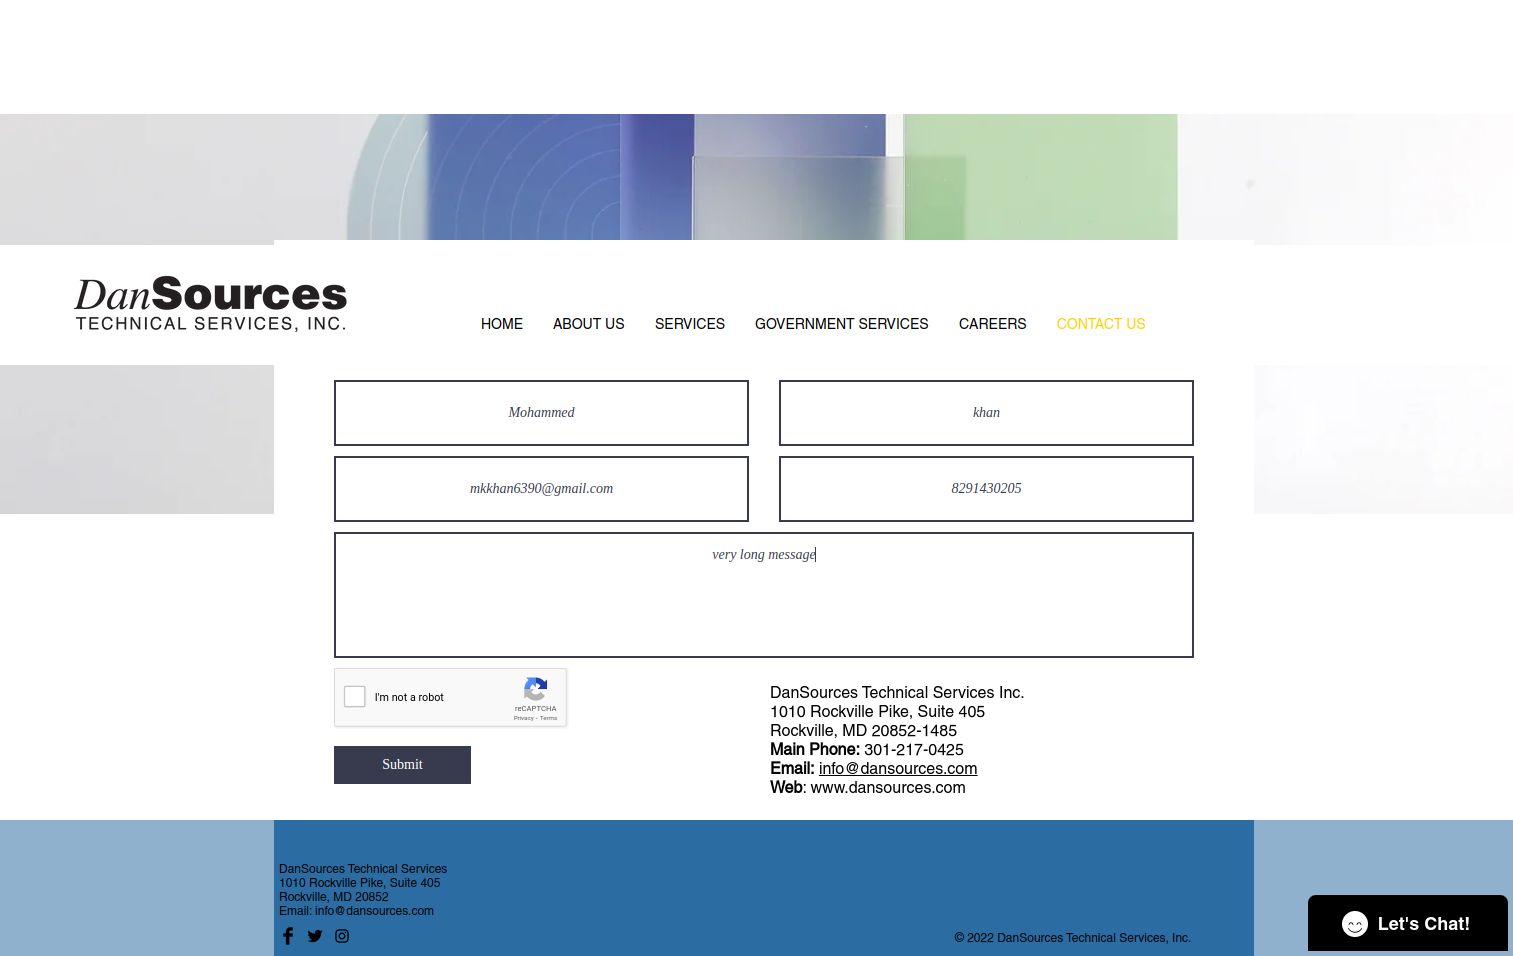 DanSources
TECHNICAL SERVICES, INC.
HOME ABOUT US SERVICES GOVERNMENT SERVICES CAREERS CONTACT US
Mohammed khan
mkkhan6390@gmail.com 8291430205
very long message
I'm not a robot
reCAPTCHA
Privacy - Terms
Submit
DanSources Technical Services Inc.
1010 Rockville Pike, Suite 405
Rockville, MD 20852-1485
Main Phone: 301-217-0425
Email: info@dansources.com
Web: www.dansources.com
DanSources Technical Services
1010 Rockville Pike, Suite 405
Rockville, MD 20852
Email: info@dansources.com
© 2022 DanSources Technical Services, Inc.
Let's Chat!